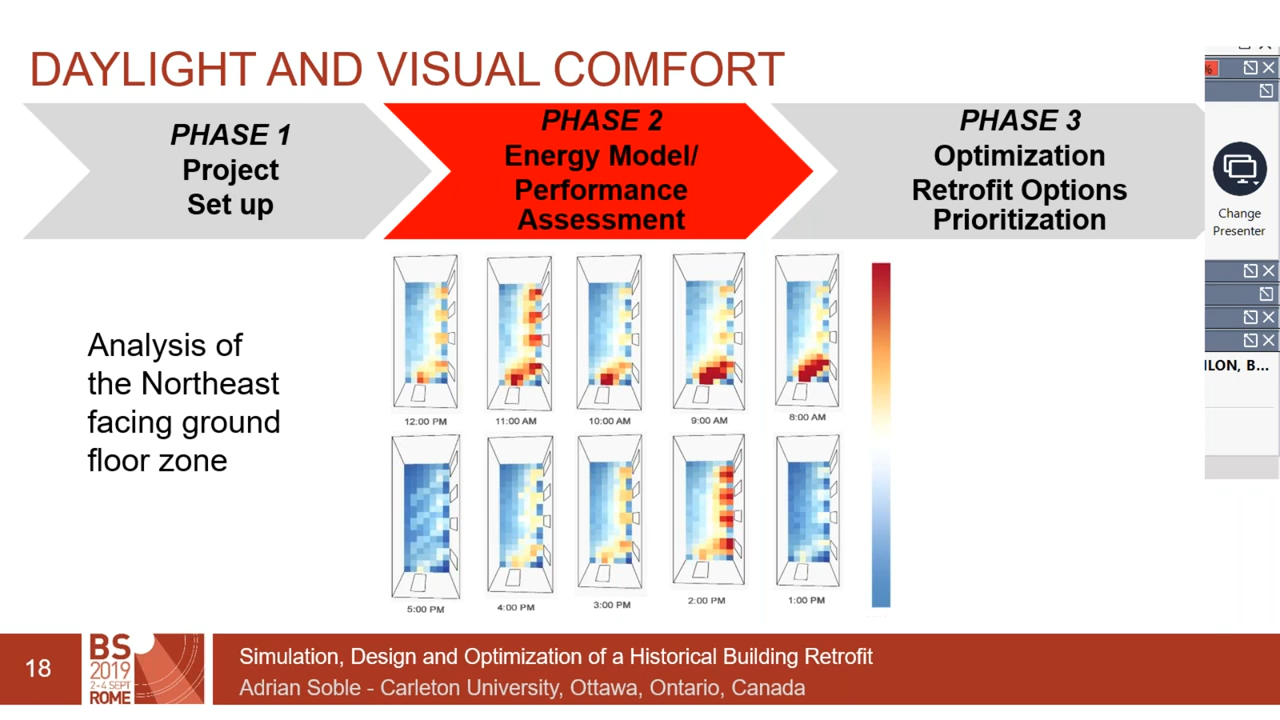 DAYLIGHT AND VISUAL COMFORT
PHASE 1
Project
Set up
PHASE 2
Energy Model/
Performance
Assessment
PHASE 3
Optimization
Retrofit Options
Prioritization
%
Change
Presenter
ILON, B...
Analysis of
the Northeast
facing ground
floor zone
12:00 PM
11:00 AM
10:00 AM
9:00 AM
8:00 AM
5:00 PM
4:00 PM
3:00 PM
2:00 PM
1:00 PM
18
BS
2019
2-4 SEPT
ROME
Simulation, Design and Optimization of a Historical Building Retrofit
Adrian Soble - Carleton University, Ottawa, Ontario, Canada